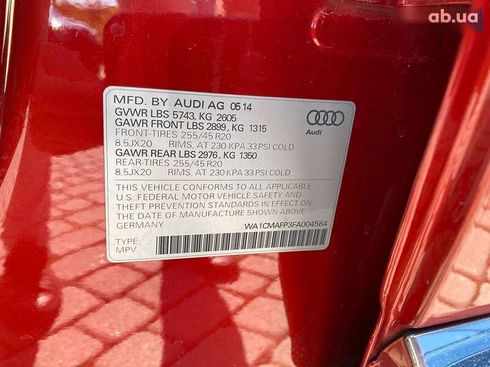 ab.ua
MFD. BY AUDI AG 05 14
GVWR LBS 5743, KG 2605
GAWR FRONT LBS 2899, KG 1315
FRONT-TIRES 255/45 R20
8.5JX20 RIMS, AT 230 KPA 33 PSI COLD
GAWR REAR LBS 2976, KG 1350
REAR-TIRES 255/45 R20
8.5JX20 RIMS, AT 230 KPA 33 PSI COLD
THIS VEHICLE CONFORMS TO ALL APPLICABLE
U.S. FEDERAL MOTOR VEHICLE SAFETY AND
THEFT PREVENTION STANDARDS IN EFFECT ON
THE DATE OF MANUFACTURE SHOWN ABOVE
GERMANY WA1CMAFP3FA004584
TYPE
MPV
Audi